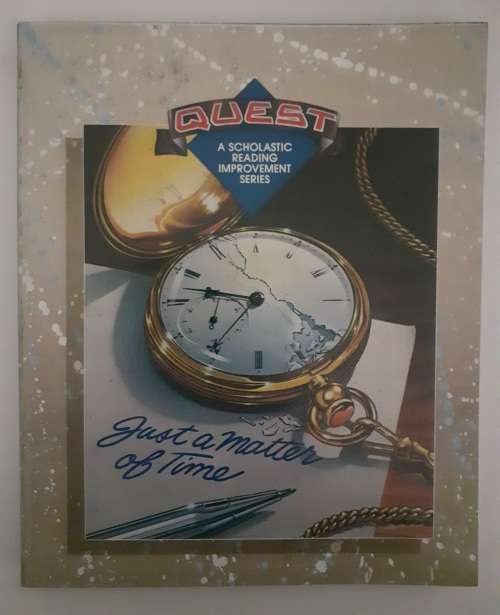 QUEST
A SCHOLASTIC
READING
IMPROVEMENT
SERIES
Just a Matter
of Time